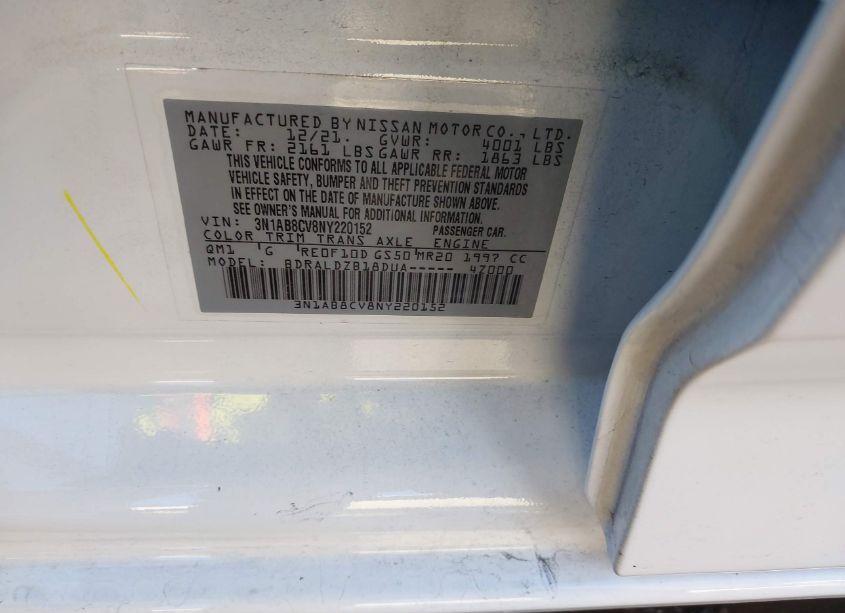 MANUFACTURED BY NISSAN MOTOR CO., LTD.
DATE: 12/21. GVWR: 4001 LBS
GAWR FR: 2161 LBS GAWR RR: 1863 LBS
THIS VEHICLE CONFORMS TO ALL APPLICABLE FEDERAL MOTOR
VEHICLE SAFETY, BUMPER AND THEFT PREVENTION STANDARDS
IN EFFECT ON THE DATE OF MANUFACTURE SHOWN ABOVE.
SEE OWNER'S MANUAL FOR ADDITIONAL INFORMATION.
VIN: 3N1AB8CV8NY220152 PASSENGER CAR.
COLOR TRIM TRANS AXLE ENGINE
QM1 G RE0F10D GS50 MR20 1997 CC
MODEL: BDRALDZB18DUA----- 4Z000
3N1AB8CV8NY220152